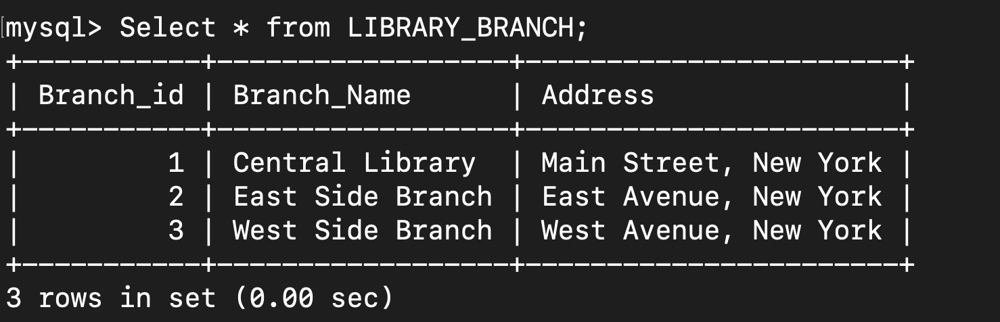 mysql> Select * from LIBRARY_BRANCH;
+-----------+------------------+-----------------------+
| Branch_id | Branch_Name      | Address               |
+-----------+------------------+-----------------------+
|         1 | Central Library  | Main Street, New York |
|         2 | East Side Branch | East Avenue, New York |
|         3 | West Side Branch | West Avenue, New York |
+-----------+------------------+-----------------------+
3 rows in set (0.00 sec)